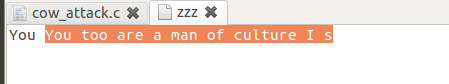 cow_attack.c zzz
You You too are a man of culture I s